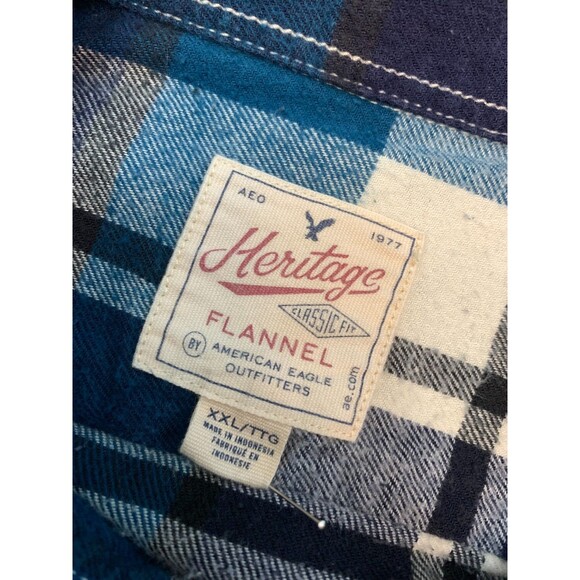 AEO 1977
Heritage
CLASSIC FIT
FLANNEL
BY AMERICAN EAGLE
OUTFITTERS
ae.com
XXL/TTG
MADE IN INDONESIA
FABRIQUÉ EN
INDONESIE